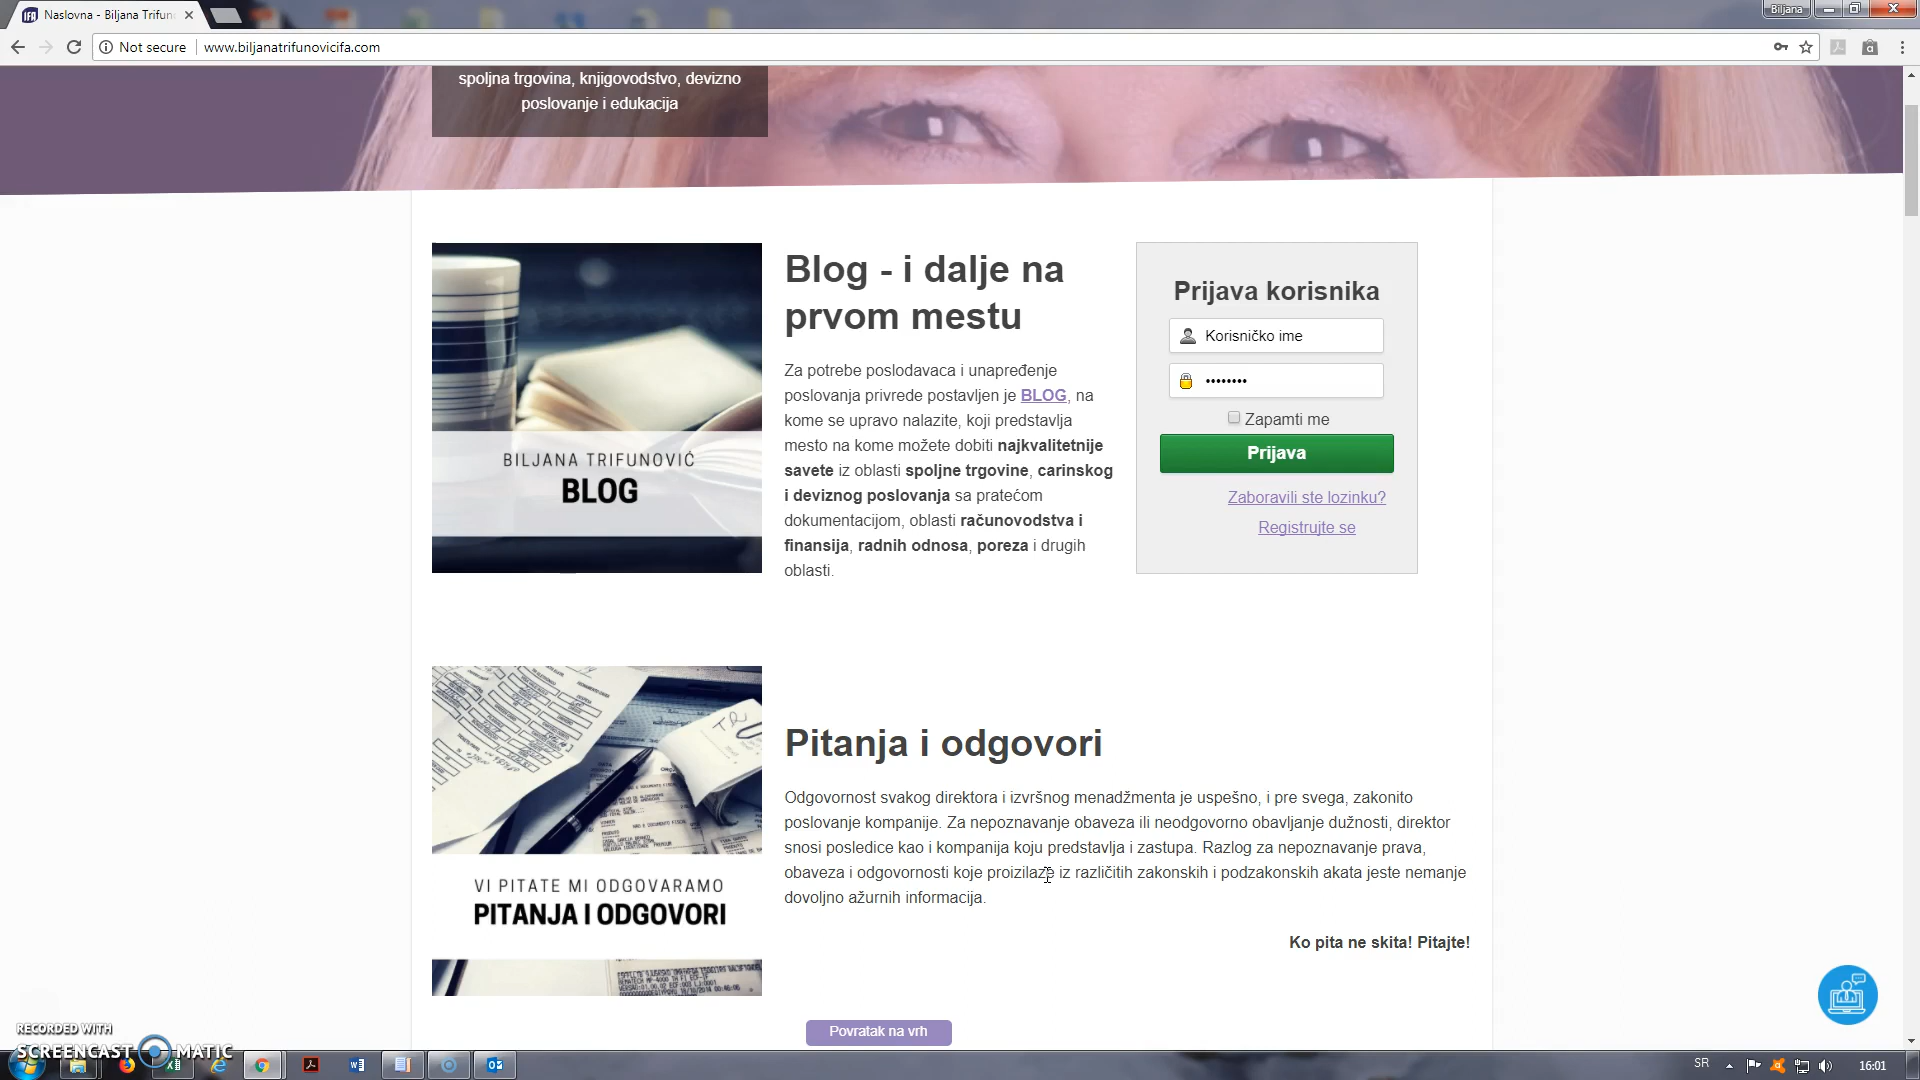 Naslovna - Biljana Trifun
Biljana
Not secure
www.biljanatrifunovicifa.com
spoljna trgovina, knjigovodstvo, devizno
poslovanje i edukacija
BILJANA TRIFUNOVIĆ
BLOG
Blog - i dalje na
prvom mestu
Za potrebe poslodavaca i unapređenje
poslovanja privrede postavljen je BLOG, na
kome se upravo nalazite, koji predstavlja
mesto na kome možete dobiti najkvalitetnije
savete iz oblasti spoljne trgovine, carinskog
i deviznog poslovanja sa pratećom
dokumentacijom, oblasti računovodstva i
finansija, radnih odnosa, poreza i drugih
oblasti.
Prijava korisnika
Korisničko ime
••••••••
Zapamti me
Prijava
Zaboravili ste lozinku?
Registrujte se
VI PITATE MI ODGOVARAMO
PITANJA I ODGOVORI
Pitanja i odgovori
Odgovornost svakog direktora i izvršnog menadžmenta je uspešno, i pre svega, zakonito
poslovanje kompanije. Za nepoznavanje obaveza ili neodgovorno obavljanje dužnosti, direktor
snosi posledice kao i kompanija koju predstavlja i zastupa. Razlog za nepoznavanje prava,
obaveza i odgovornosti koje proizilaze iz različitih zakonskih i podzakonskih akata jeste nemanje
dovoljno ažurnih informacija.
Ko pita ne skita! Pitajte!
Povratak na vrh
RECORDED WITH
SCREENCAST MATIC
SR
16:01